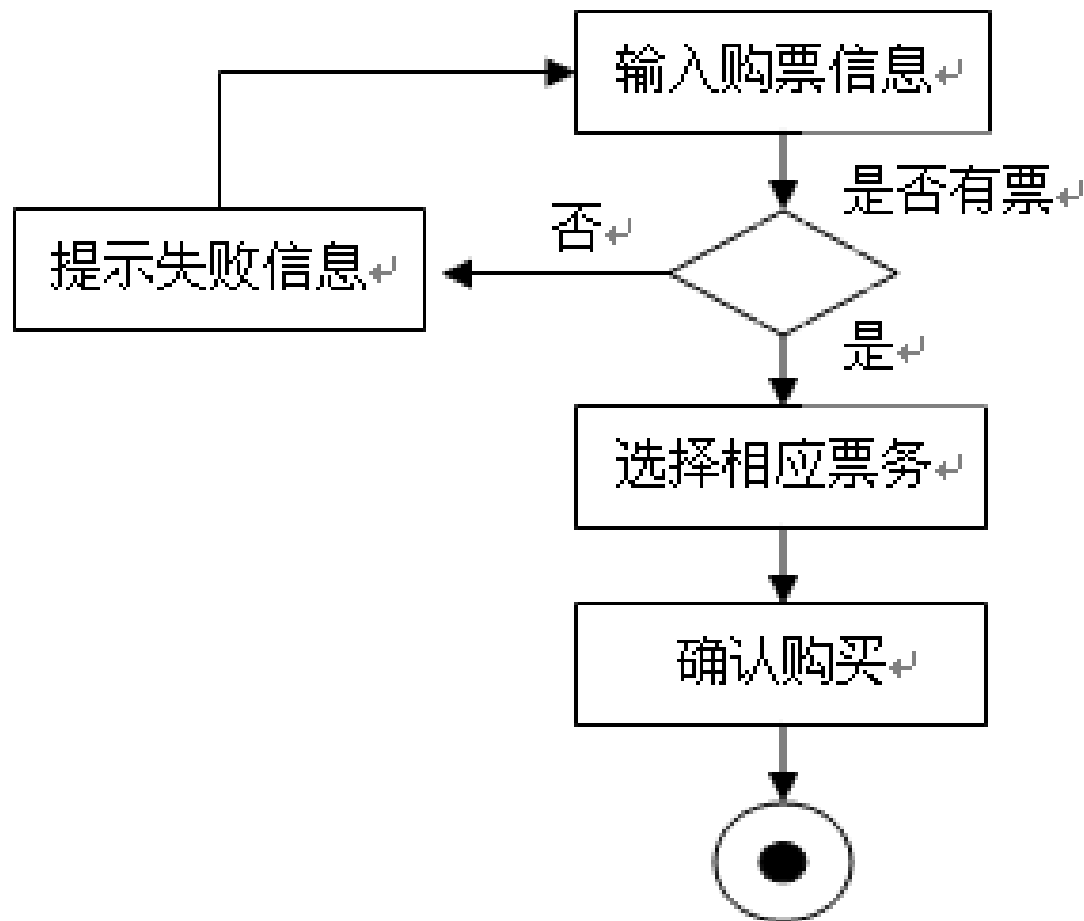 输入购票信息
是否有票
否
提示失败信息
是
选择相应票务
确认购买